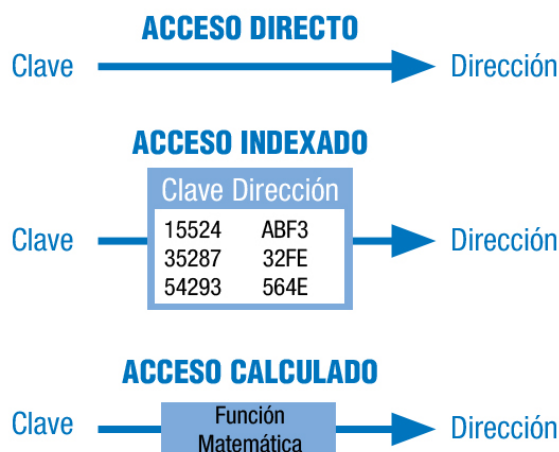 ACCESO DIRECTO
Clave Dirección
ACCESO INDEXADO
Clave Dirección
15524 ABF3
Clave 35287 32FE Dirección
54293 564E
ACCESO CALCULADO
Clave Función Dirección
Matemática